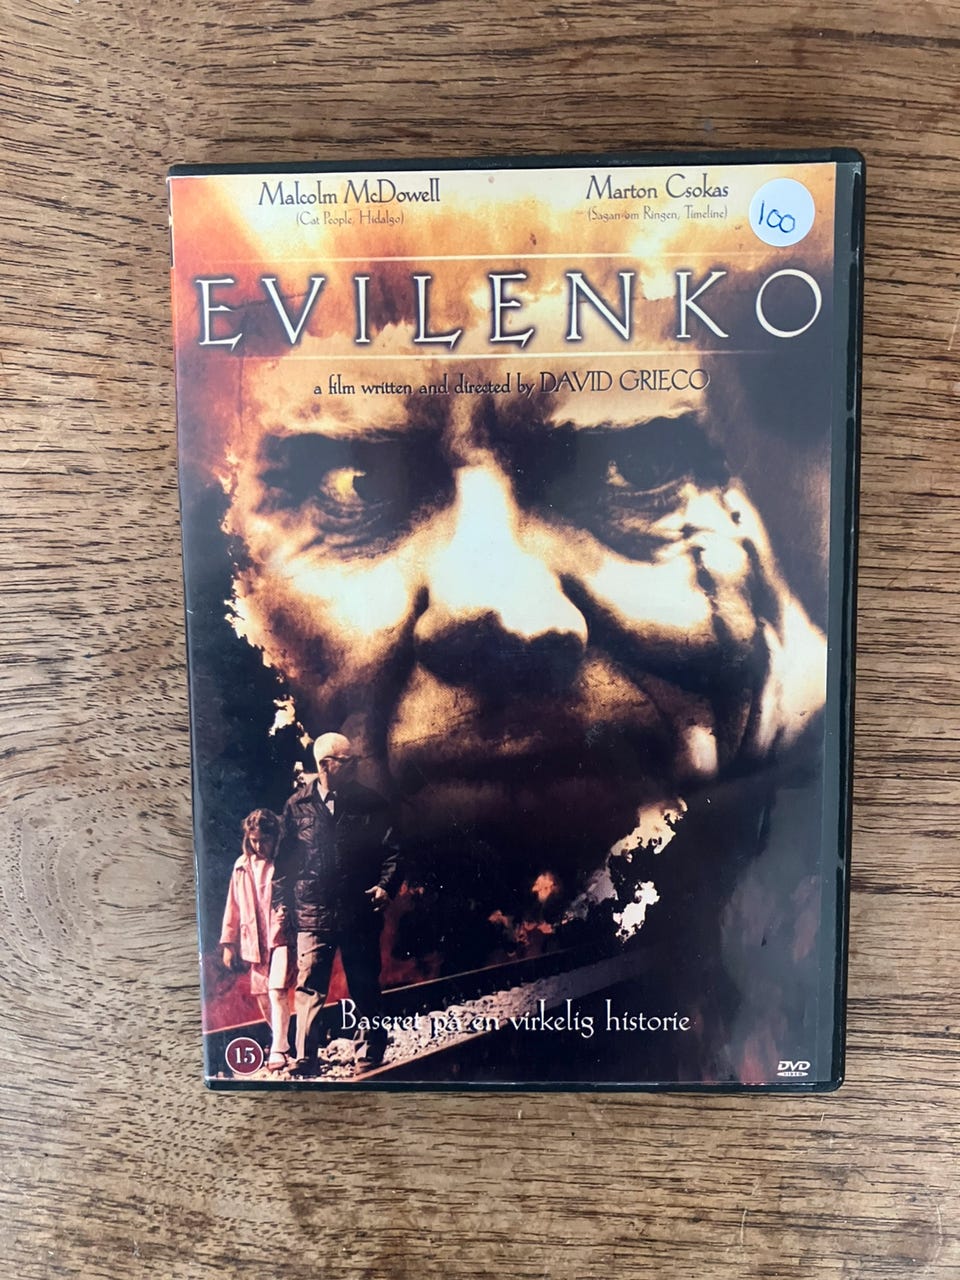 Malcolm McDowell
(Cat People, Hidalgo)
Marton Csokas
(Sagan om Ringen, Timeline)
100
EVILENKO
a film written and directed by DAVID GRIECO
Baseret på en virkelig historie
15
DVD
VIDEO